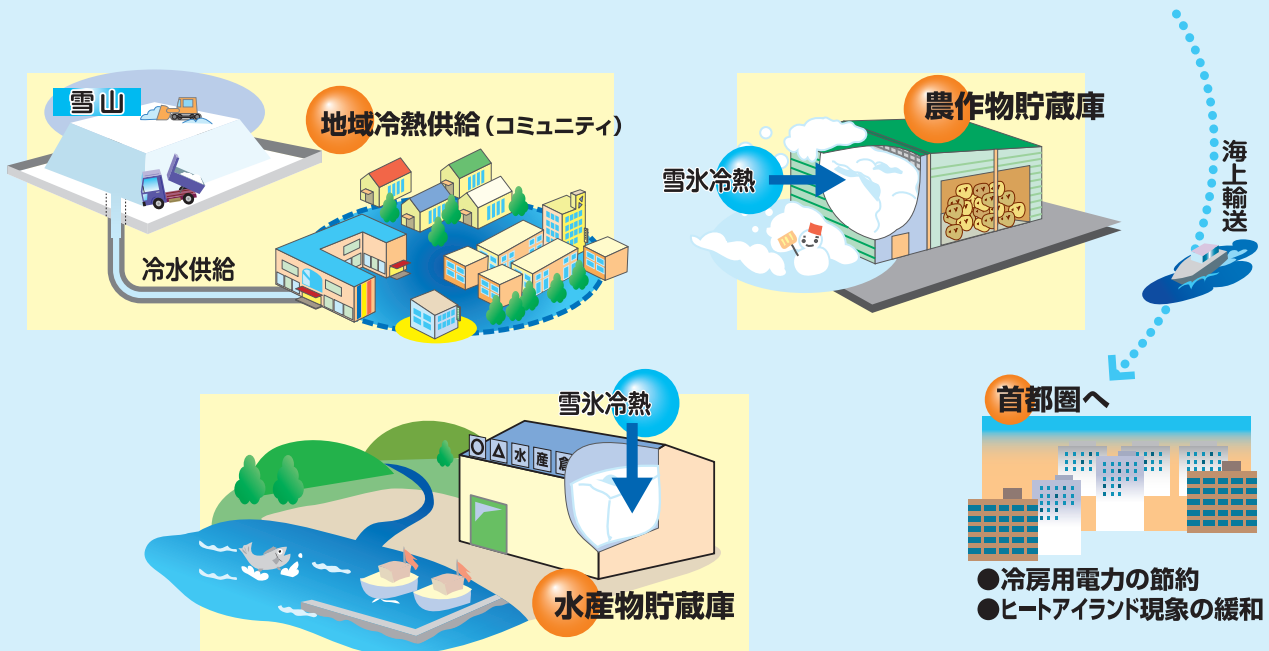 雪山
地域冷熱供給(コミュニティ)
冷水供給
農作物貯蔵庫
雪氷冷熱
海上輸送
雪氷冷熱
○△水産倉
水産物貯蔵庫
首都圏へ
●冷房用電力の節約
●ヒートアイランド現象の緩和